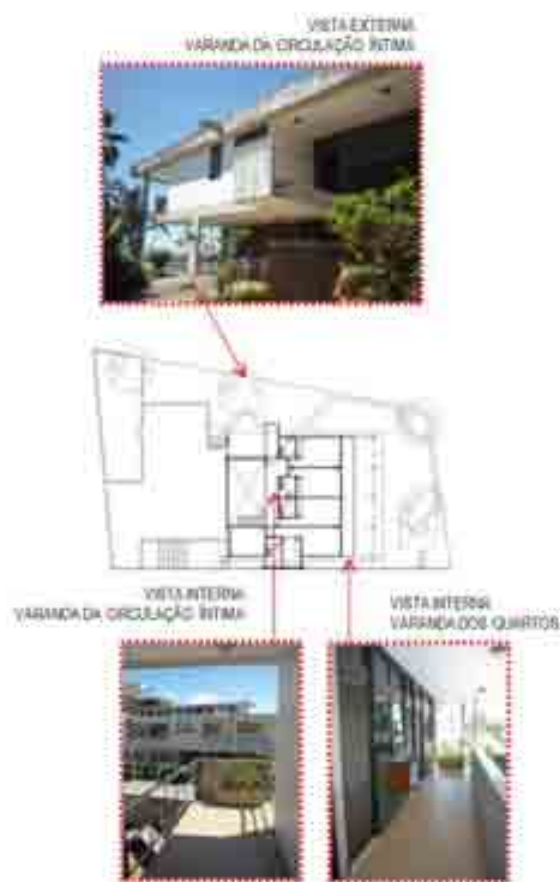 VISTA EXTERNA
VARANDA DA CIRCULAÇÃO ÍNTIMA
VISTA INTERNA
VARANDA DA CIRCULAÇÃO ÍNTIMA
VISTA INTERNA
VARANDA DOS QUARTOS